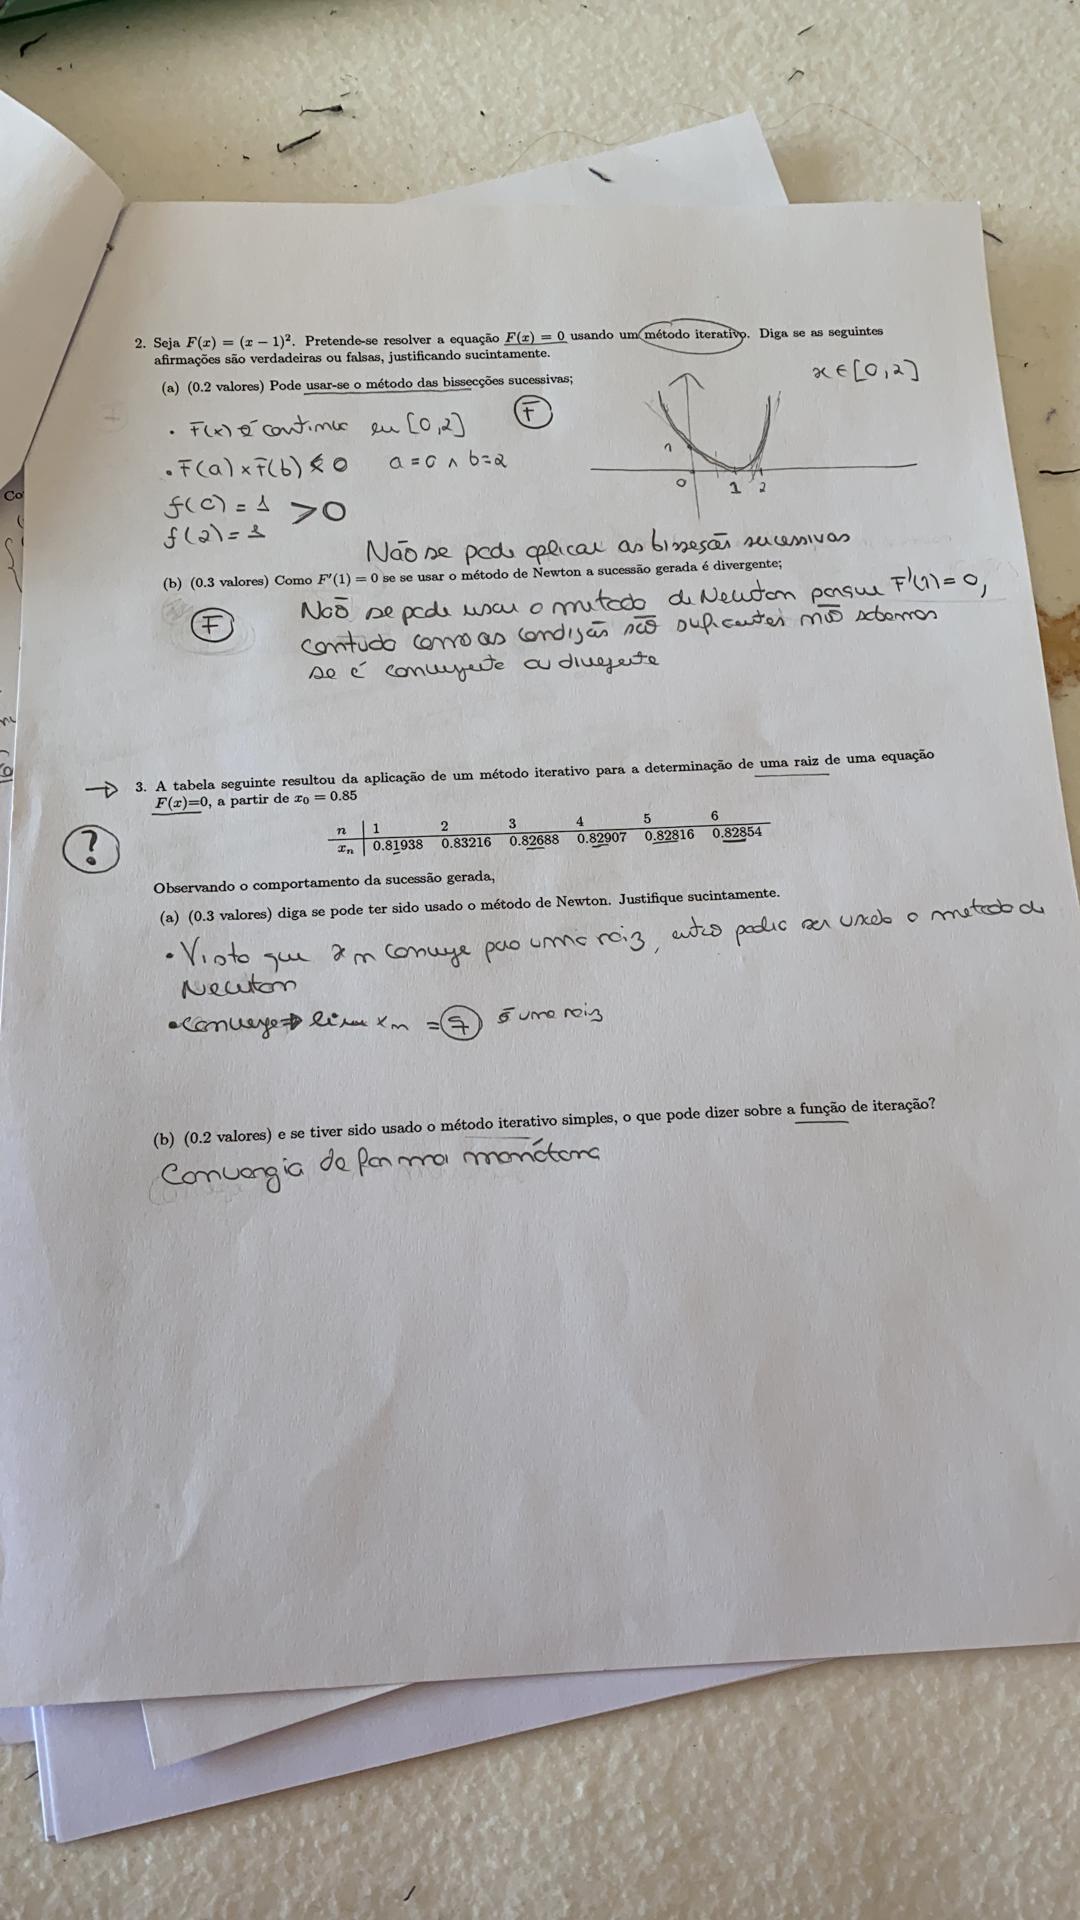 2. Seja F(x) = (x − 1)². Pretende-se resolver a equação F(x) = 0 usando um método iterativo. Diga se as seguintes
afirmações são verdadeiras ou falsas, justificando sucintamente.
x ∈ [0,2]
(a) (0.2 valores) Pode usar-se o método das bissecções sucessivas;
F
• F(x) é continua em [0,2]
• F(a) × F(b) < 0 a = 0 ∧ b = 2
1
0 1 2
f(0) = 1 > 0
f(2) = 1
Não se pode aplicar as bisseções sucessivas
(b) (0.3 valores) Como F′(1) = 0 se se usar o método de Newton a sucessão gerada é divergente;
F
Não se pode usar o metodo de Newton porque F'(1) = 0,
contudo como as condições são suficientes não sabemos
se é convergente ou divergente
→ 3. A tabela seguinte resultou da aplicação de um método iterativo para a determinação de uma raiz de uma equação
F(x)=0, a partir de x₀ = 0.85
?
n 1 2 3 4 5 6
xₙ 0.81938 0.83216 0.82688 0.82907 0.82816 0.82854
Observando o comportamento da sucessão gerada,
(a) (0.3 valores) diga se pode ter sido usado o método de Newton. Justifique sucintamente.
• Visto que xn converge para uma raiz, então podia ser usado o metodo de
Newton
• converge ⇒ lim xn = é uma raiz
(b) (0.2 valores) e se tiver sido usado o método iterativo simples, o que pode dizer sobre a função de iteração?
Convergia de forma monótona
Co